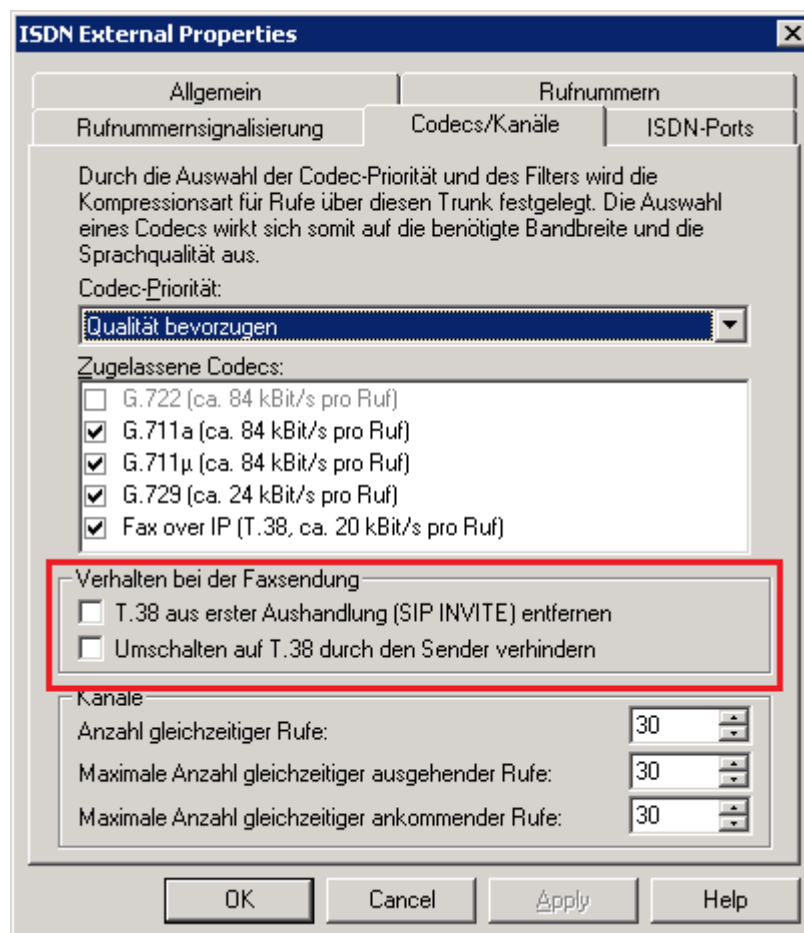 ISDN External Properties
Allgemein
Rufnummern
Rufnummernsignalisierung
Codecs/Kanäle
ISDN-Ports
Durch die Auswahl der Codec-Priorität und des Filters wird die
Kompressionsart für Rufe über diesen Trunk festgelegt. Die Auswahl
eines Codecs wirkt sich somit auf die benötigte Bandbreite und die
Sprachqualität aus.
Codec-Priorität:
Qualität bevorzugen
Zugelassene Codecs:
G.722 (ca. 84 kBit/s pro Ruf)
G.711a (ca. 84 kBit/s pro Ruf)
G.711µ (ca. 84 kBit/s pro Ruf)
G.729 (ca. 24 kBit/s pro Ruf)
Fax over IP (T.38, ca. 20 kBit/s pro Ruf)
Verhalten bei der Faxsendung
T.38 aus erster Aushandlung (SIP INVITE) entfernen
Umschalten auf T.38 durch den Sender verhindern
Kanäle
Anzahl gleichzeitiger Rufe: 30
Maximale Anzahl gleichzeitiger ausgehender Rufe: 30
Maximale Anzahl gleichzeitiger ankommender Rufe: 30
OK Cancel Apply Help